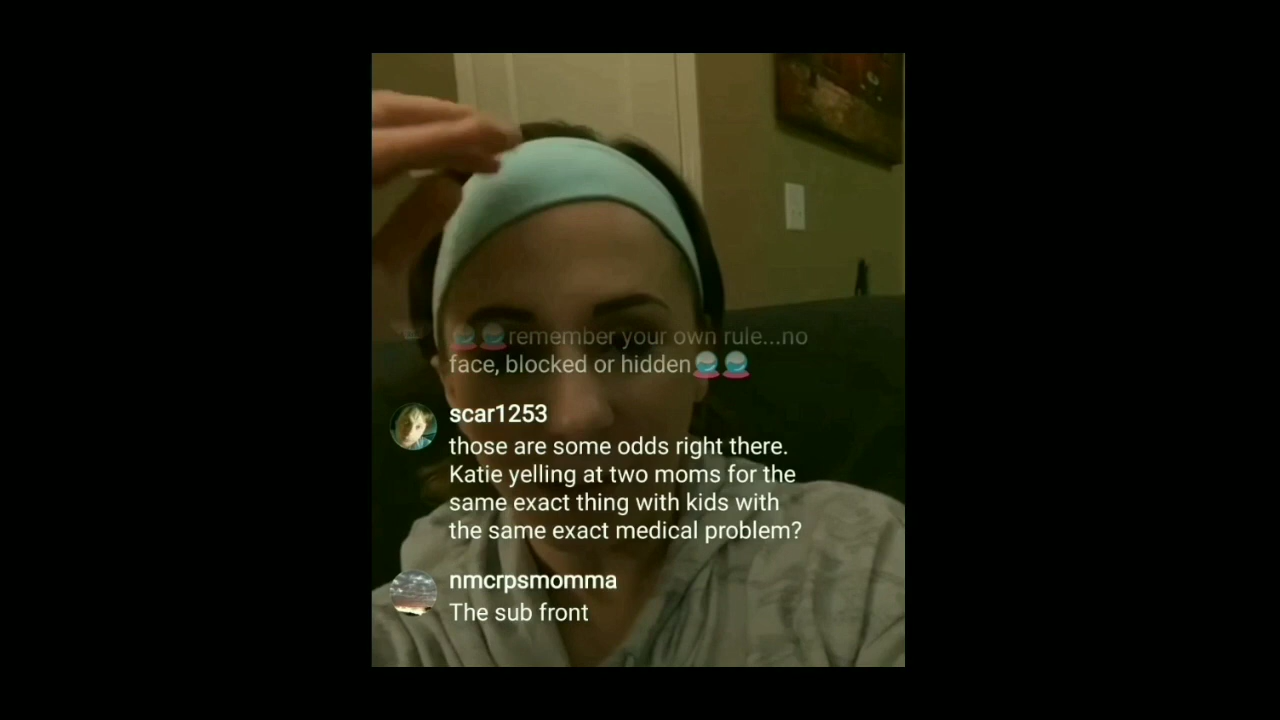 🔮🔮remember your own rule...no
face, blocked or hidden🔮🔮
scar1253
those are some odds right there.
Katie yelling at two moms for the
same exact thing with kids with
the same exact medical problem?
nmcrpsmomma
The sub front